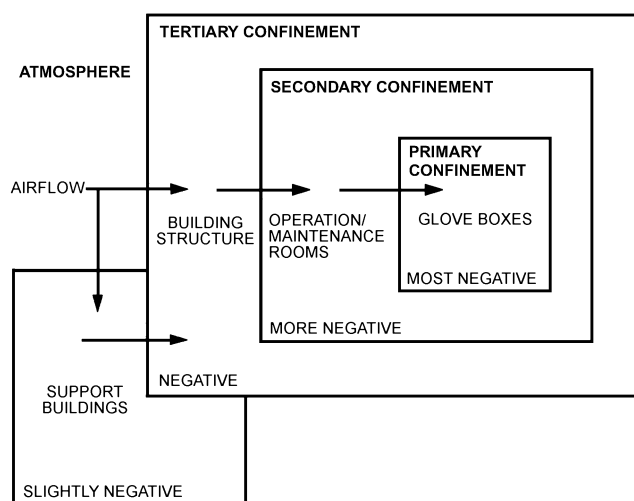 TERTIARY CONFINEMENT
ATMOSPHERE
SECONDARY CONFINEMENT
PRIMARY
CONFINEMENT
AIRFLOW
BUILDING
STRUCTURE
OPERATION/
MAINTENANCE
ROOMS
GLOVE BOXES
MOST NEGATIVE
MORE NEGATIVE
NEGATIVE
SUPPORT
BUILDINGS
SLIGHTLY NEGATIVE